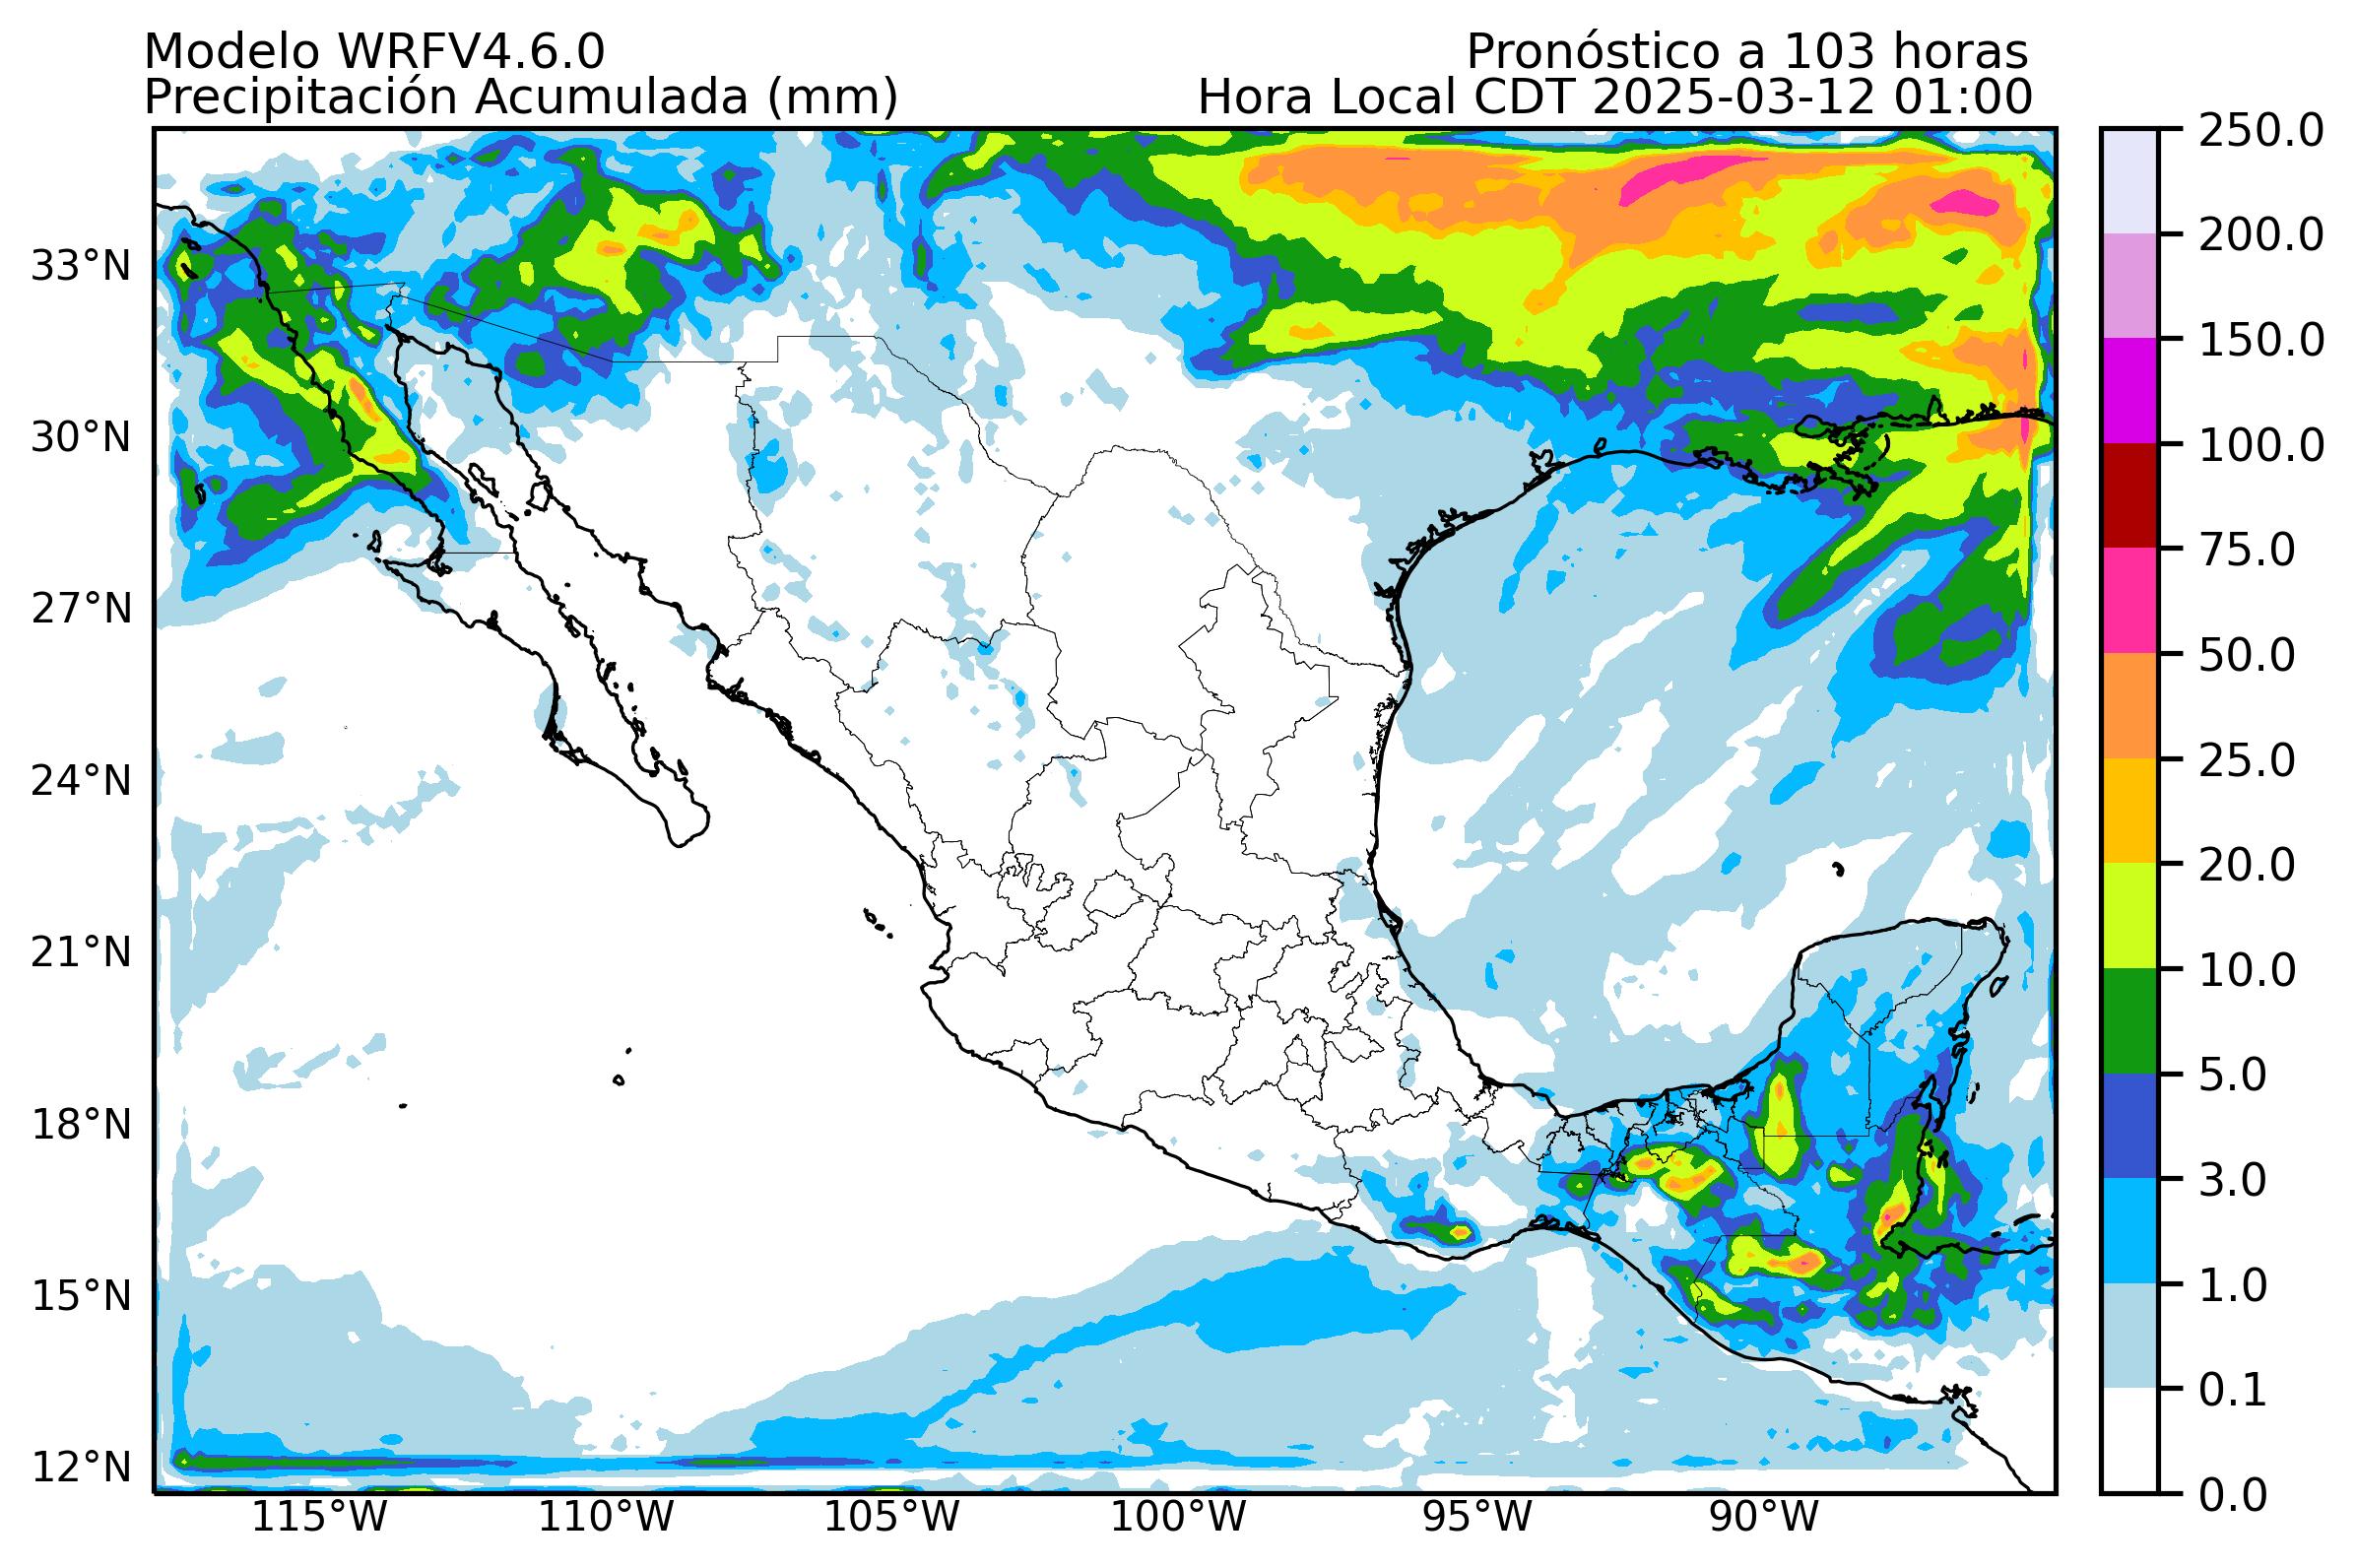 Modelo WRFV4.6.0
Pronóstico a 103 horas
Precipitación Acumulada (mm)
Hora Local CDT 2025-03-12 01:00
33°N
30°N
27°N
24°N
21°N
18°N
15°N
12°N
115°W
110°W
105°W
100°W
95°W
90°W
250.0
200.0
150.0
100.0
75.0
50.0
25.0
20.0
10.0
5.0
3.0
1.0
0.1
0.0